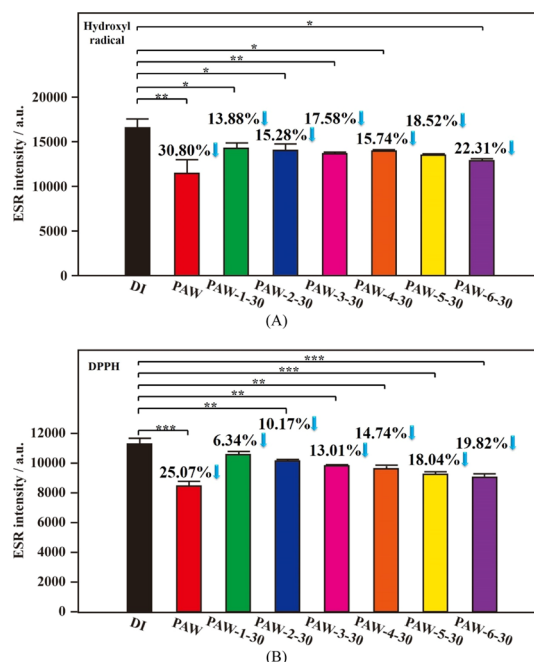 Hydroxyl
radical
*
*
**
*
*
**
ESR intensity / a.u.
20000
15000
10000
5000
0
30.80%
13.88%
15.28%
17.58%
15.74%
18.52%
22.31%
DI
PAW
PAW-1-30
PAW-2-30
PAW-3-30
PAW-4-30
PAW-5-30
PAW-6-30
(A)
DPPH
***
***
**
**
**
***
ESR intensity / a.u.
12000
10000
8000
6000
4000
2000
0
25.07%
6.34%
10.17%
13.01%
14.74%
18.04%
19.82%
DI
PAW
PAW-1-30
PAW-2-30
PAW-3-30
PAW-4-30
PAW-5-30
PAW-6-30
(B)